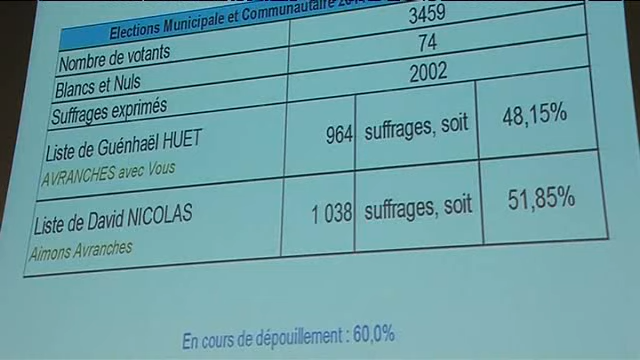 Elections Municipale et Communautaire
Nombre de votants 3459
Blancs et Nuls 74
Suffrages exprimés 2002
Liste de Guénhaël HUET 964 suffrages, soit 48,15%
AVRANCHES avec Vous
Liste de David NICOLAS 1 038 suffrages, soit 51,85%
Aimons Avranches
En cours de dépouillement : 60,0%